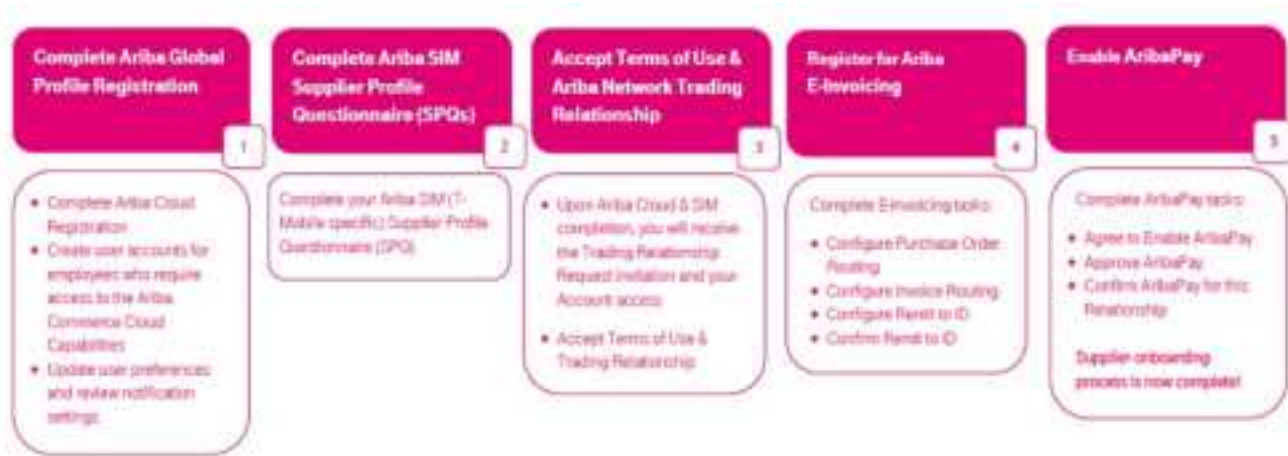 Complete Ariba Global
Profile Registration
1
Complete Ariba SIM
Supplier Profile
Questionnaire (SPQs)
2
Accept Terms of Use &
Ariba Network Trading
Relationship
3
Register for Ariba
E-Invoicing
4
Enable AribaPay
5
• Complete Ariba Cloud
Registration
• Create user accounts for
employees who require
access to the Ariba
Commerce Cloud
Capabilities
• Update user preferences
and review notification
settings
Complete your Ariba SIM (T-
Mobile specific) Supplier Profile
Questionnaire (SPQ)
• Upon Ariba Cloud & SIM
completion, you will receive
the Trading Relationship
Request invitation and your
Account access
• Accept Terms of Use &
Trading Relationship
Complete E-Invoicing tasks:
• Configure Purchase Order
Routing
• Configure Invoice Routing
• Configure Remit to ID
• Confirm Remit to ID
Complete AribaPay tasks:
• Agree to Enable AribaPay
• Approve AribaPay
• Confirm AribaPay for this
Relationship
Supplier onboarding
process is now complete!